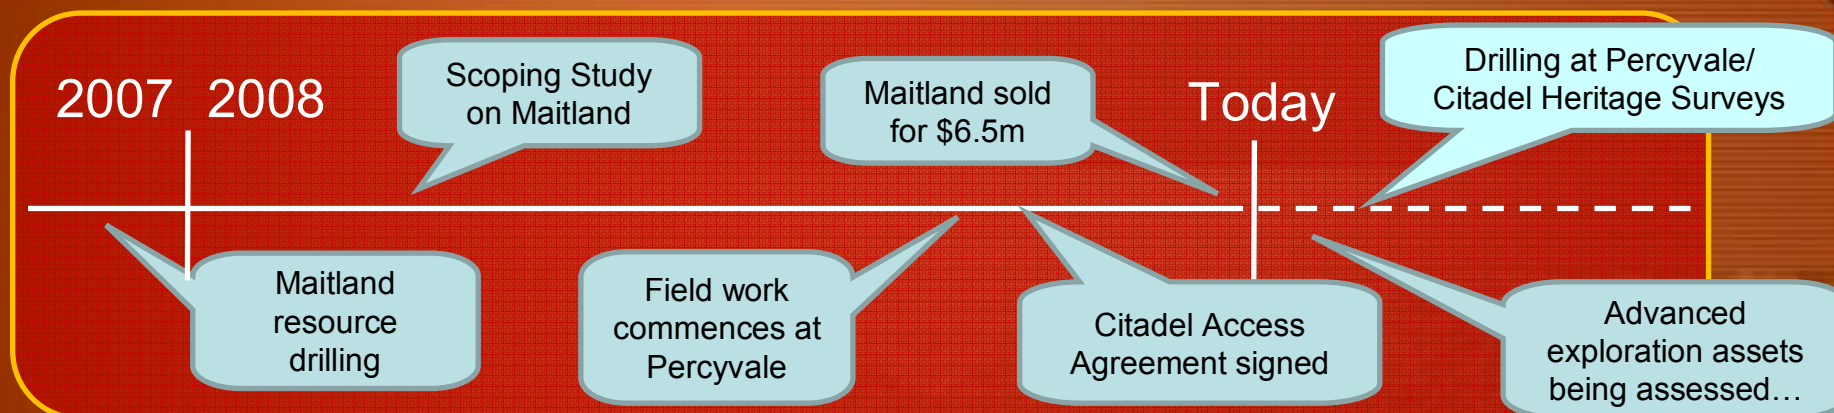 2007 2008
Scoping Study
on Maitland
Maitland sold
for $6.5m
Today
Drilling at Percyvale/
Citadel Heritage Surveys
Maitland
resource
drilling
Field work
commences at
Percyvale
Citadel Access
Agreement signed
Advanced
exploration assets
being assessed…